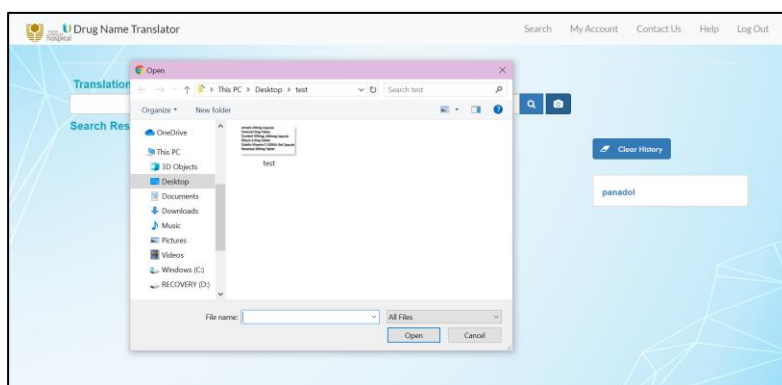 hospital
Drug Name Translator
Search My Account Contact Us Help Log Out
Open
Translation
This PC > Desktop > test
Search test
Organize
New folder
Search Res
OneDrive
This PC
3D Objects
Desktop
Documents
Downloads
Music
Pictures
Videos
Windows (C:)
RECOVERY (D:)
test
Clear History
panadol
File name:
All Files
Open
Cancel